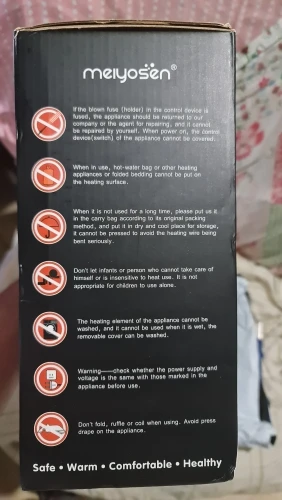 meiyosen®
If the blown fuse (holder) in the control device is
fused, the appliance should be returned to our
company or the agent for repairing, and it cannot
be repaired by yourself. When power on, the control
device(switch) of the appliance cannot be covered.
When in use, hot-water bag or other heating
appliances or folded bedding cannot be put on
the heating surface.
When it is not used for a long time, please put us it
in the carry bag according to its original packing
method, and put it in dry and cool place for storage,
it cannot be pressed to avoid the heating wire being
bent seriously.
Don't let infants or person who cannot take care of
himself or is insensitive to heat use. It is not
appropriate for children to use alone.
The heating element of the appliance cannot be
washed, and it cannot be used when it is wet, the
removable cover can be washed.
Warning——check whether the power supply and
voltage is the same with those marked in the
appliance before use.
Don't fold, ruffle or coil when using. Avoid press
drape on the appliance.
Safe • Warm • Comfortable • Healthy